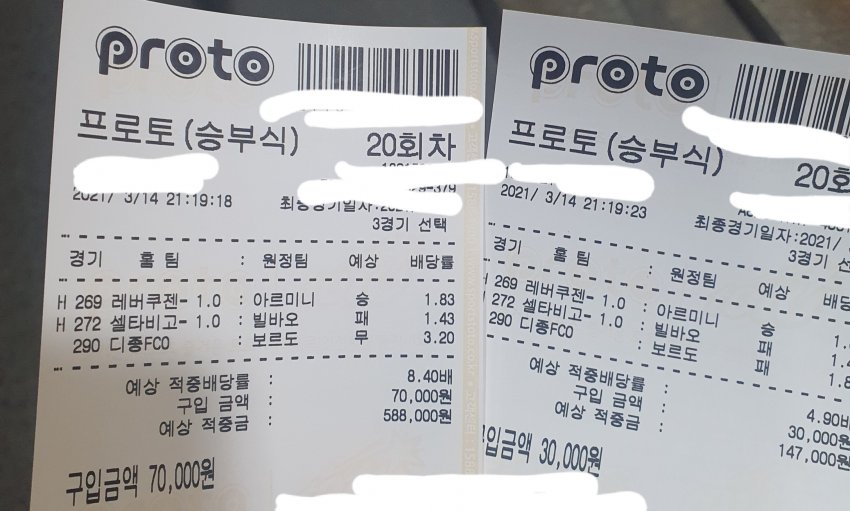 proto
프로토(승부식) 20회차
2021/ 3/14 21:19:18
최종경기일자:2021/
3경기 선택
경기 홈 팀 : 원정팀 예상 배당률
H 269 레버쿠젠- 1.0 : 아르미니 승 1.83
H 272 셀타비고- 1.0 : 빌바오 패 1.43
290 디종FCO : 보르도 무 3.20
예상 적중배당률 : 8.40배
구입 금액 : 70,000원
예상 적중금 : 588,000원
구입금액 70,000원
proto
프로토(승부식) 20회
2021/ 3/14 21:19:23
최종경기일자:2021/
3경기 선택
경기 홈 팀 : 원정팀 예상 배당
H 269 레버쿠젠- 1.0 : 아르미니 승 1.
H 272 셀타비고- 1.0 : 빌바오 패 1.4
290 디종FCO : 보르도 패 1.8
예상 적중배당률 : 4.90배
구입 금액 : 30,000원
예상 적중금 : 147,000원
구입금액 30,000원